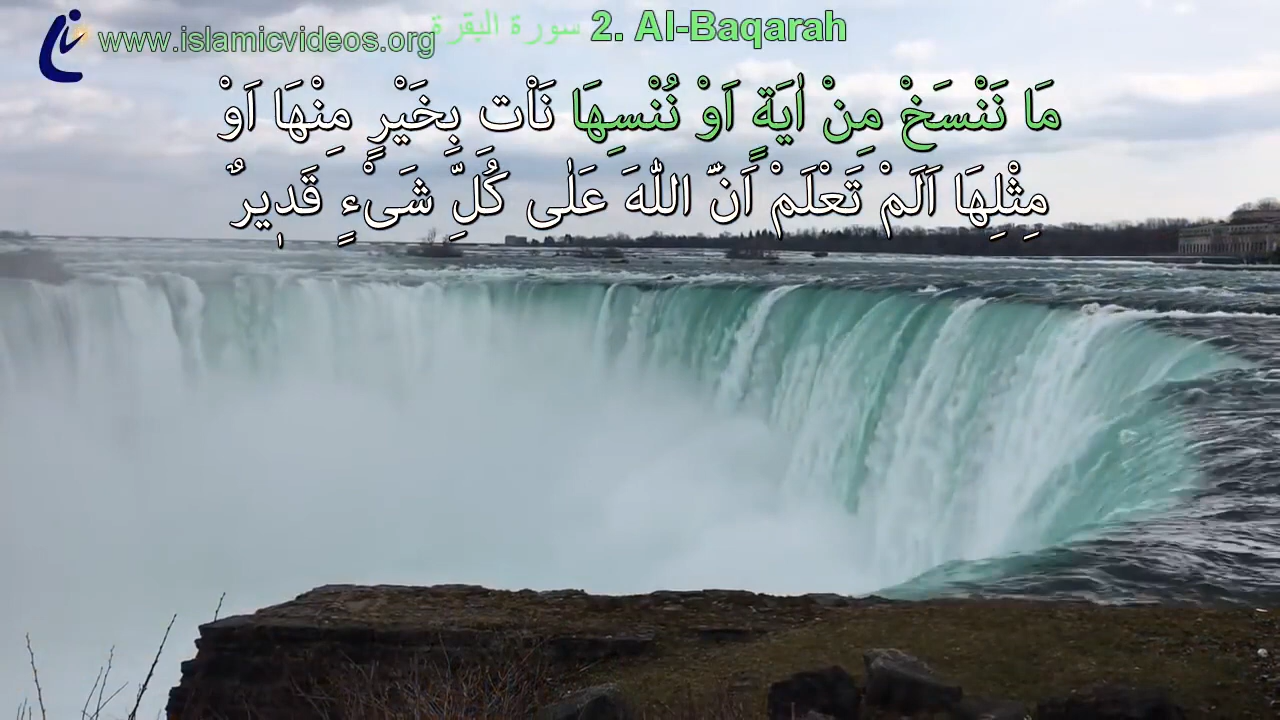 www.islamicvideos.org سورة البقرة 2. Al-Baqarah
مَا نَنْسَخْ مِنْ اٰيَةٍ اَوْ نُنْسِهَا نَاْتِ بِخَيْرٍ مِنْهَا اَوْ
مِثْلِهَا اَلَمْ تَعْلَمْ اَنَّ اللّٰهَ عَلٰى كُلِّ شَىْءٍ قَدٖيرٌ